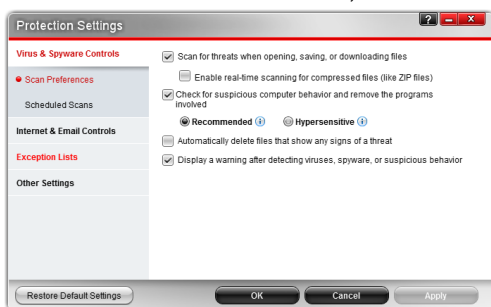 Protection Settings
Virus & Spyware Controls
Scan Preferences
Scheduled Scans
Internet & Email Controls
Exception Lists
Other Settings
Scan for threats when opening, saving, or downloading files
Enable real-time scanning for compressed files (like ZIP files)
Check for suspicious computer behavior and remove the programs
involved
Recommended
Hypersensitive
Automatically delete files that show any signs of a threat
Display a warning after detecting viruses, spyware, or suspicious behavior
Restore Default Settings
OK
Cancel
Apply